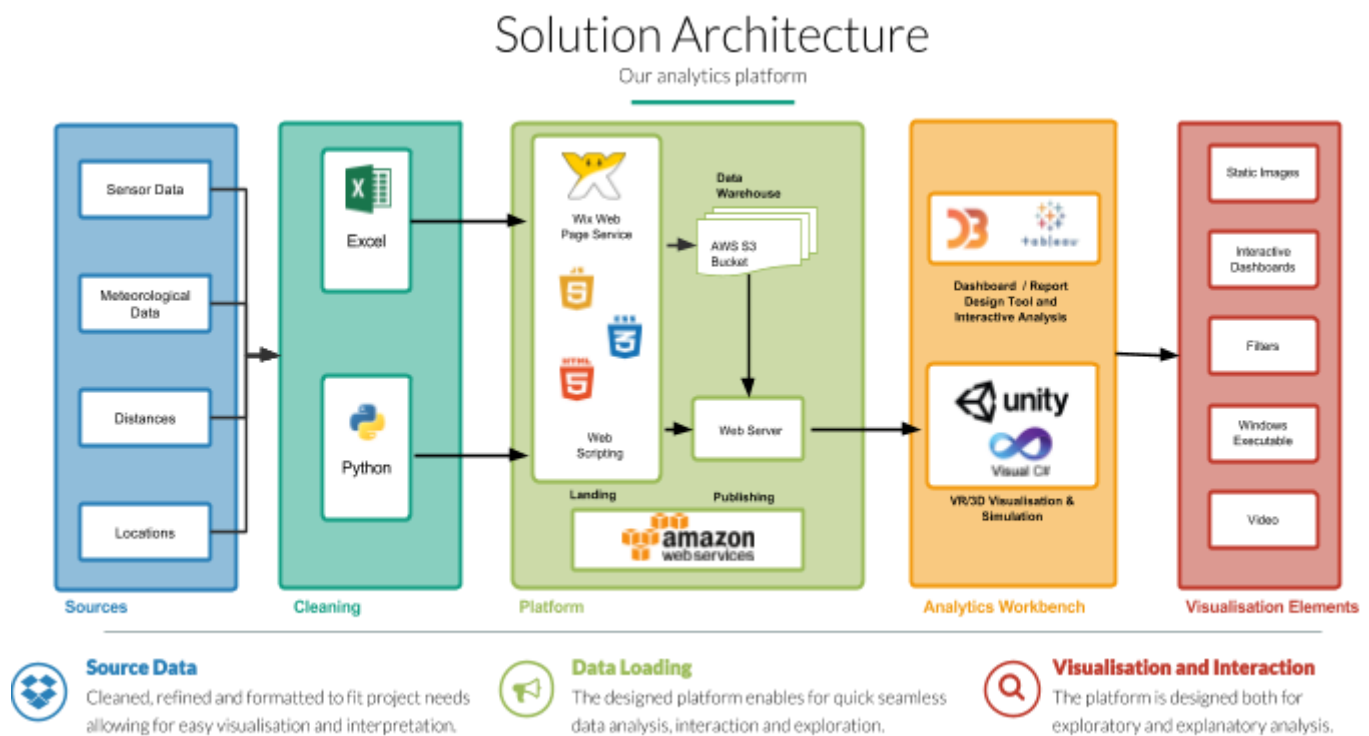 Solution Architecture
Our analytics platform
Sensor Data
Meteorological
Data
Distances
Locations
Sources
Excel
Python
Cleaning
Wix Web
Page Service
JS
CSS
HTML
Web
Scripting
Landing
Data
Warehouse
AWS S3
Bucket
Web Server
Publishing
amazon
web services
Platform
D3
tableau
Dashboard / Report
Design Tool and
Interactive Analysis
unity
Visual C#
VR/3D Visualisation &
Simulation
Analytics Workbench
Static Images
Interactive
Dashboards
Filters
Windows
Executable
Video
Visualisation Elements
Source Data
Cleaned, refined and formatted to fit project needs
allowing for easy visualisation and interpretation.
Data Loading
The designed platform enables for quick seamless
data analysis, interaction and exploration.
Visualisation and Interaction
The platform is designed both for
exploratory and explanatory analysis.